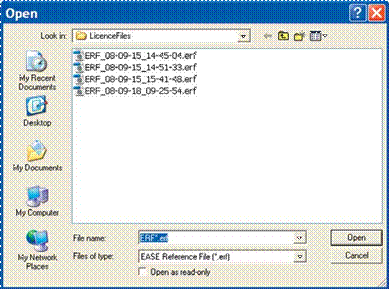 Open
Look in: LicenceFiles
ERF_08-09-15_14-45-04.erf
ERF_08-09-15_14-51-33.erf
ERF_08-09-15_15-41-48.erf
ERF_08-09-18_09-25-54.erf
My Recent
Documents
Desktop
My Documents
My Computer
My Network
Places
File name: ERF*.erf Open
Files of type: EASE Reference File (*.erf) Cancel
Open as read-only